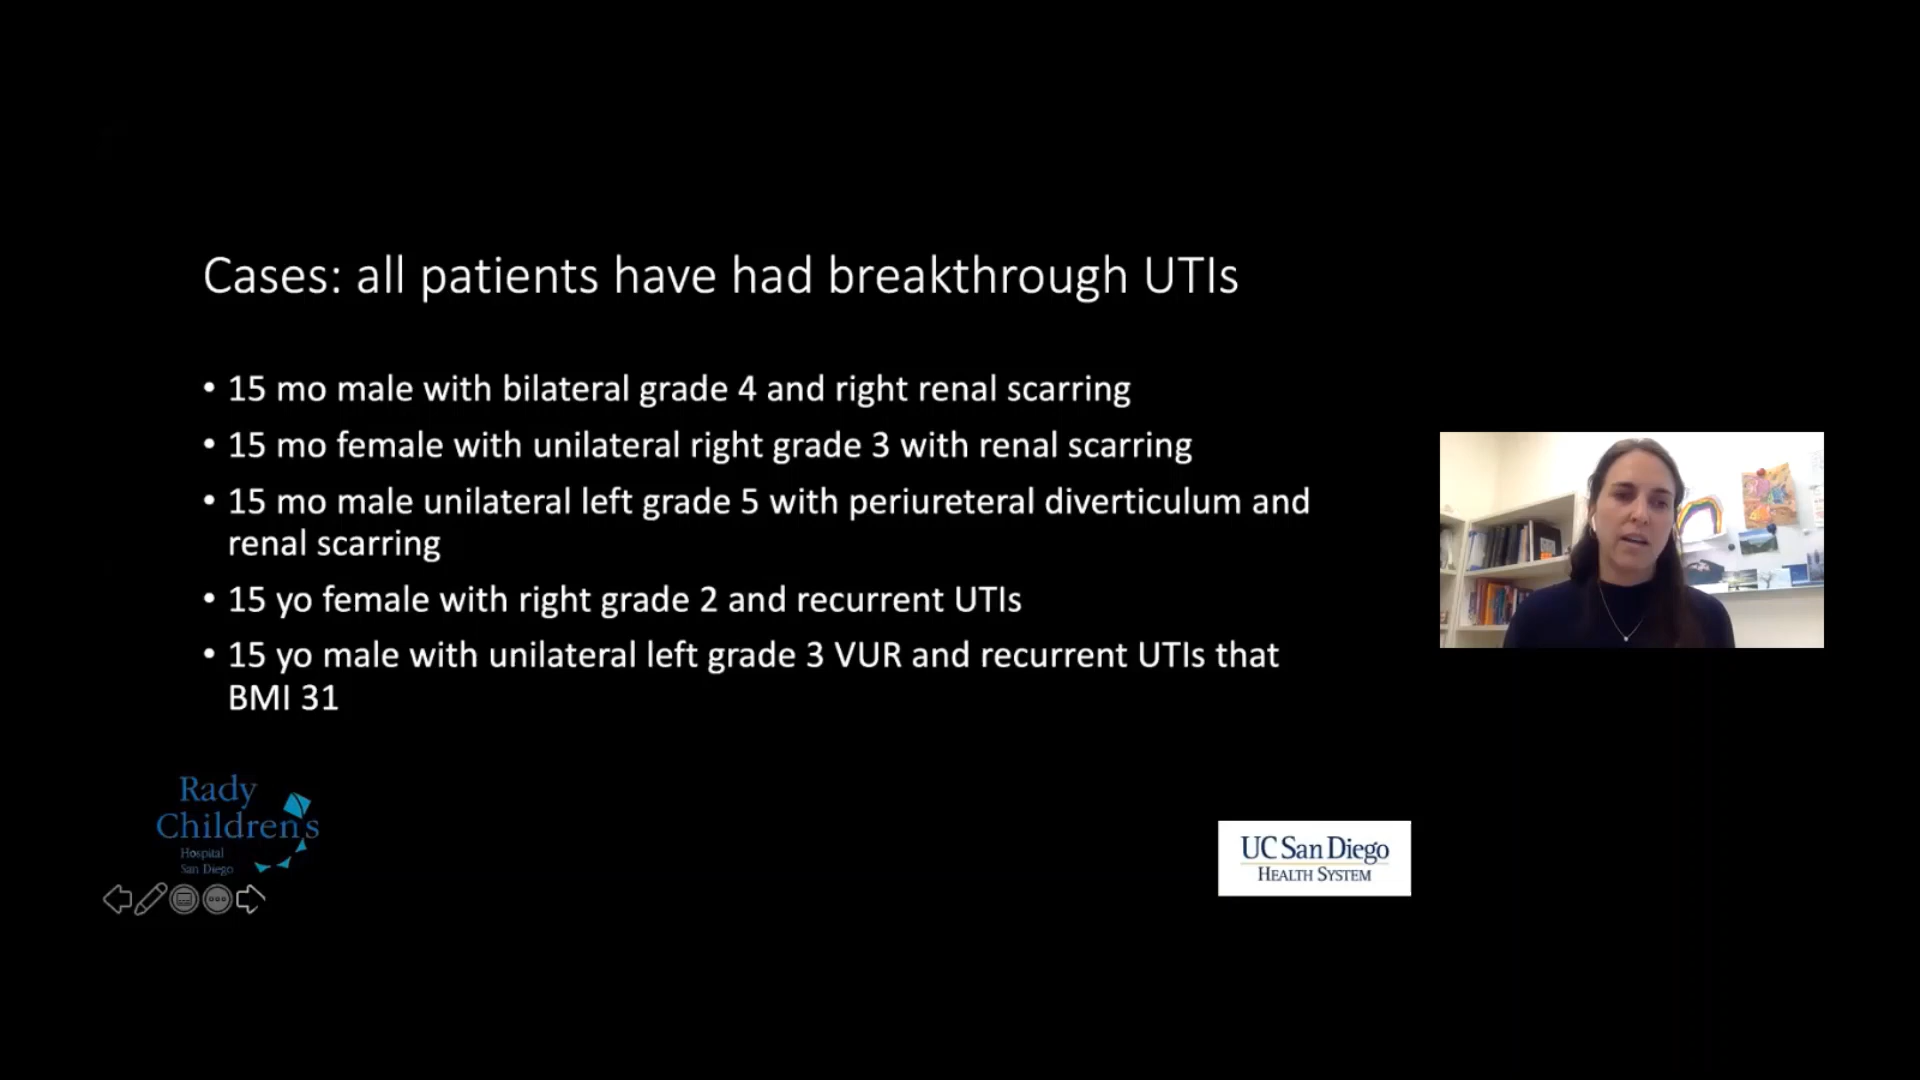 Cases: all patients have had breakthrough UTIs
• 15 mo male with bilateral grade 4 and right renal scarring
• 15 mo female with unilateral right grade 3 with renal scarring
• 15 mo male unilateral left grade 5 with periureteral diverticulum and
renal scarring
• 15 yo female with right grade 2 and recurrent UTIs
• 15 yo male with unilateral left grade 3 VUR and recurrent UTIs that
BMI 31
Rady
Children's
Hospital
San Diego
UC San Diego
HEALTH SYSTEM